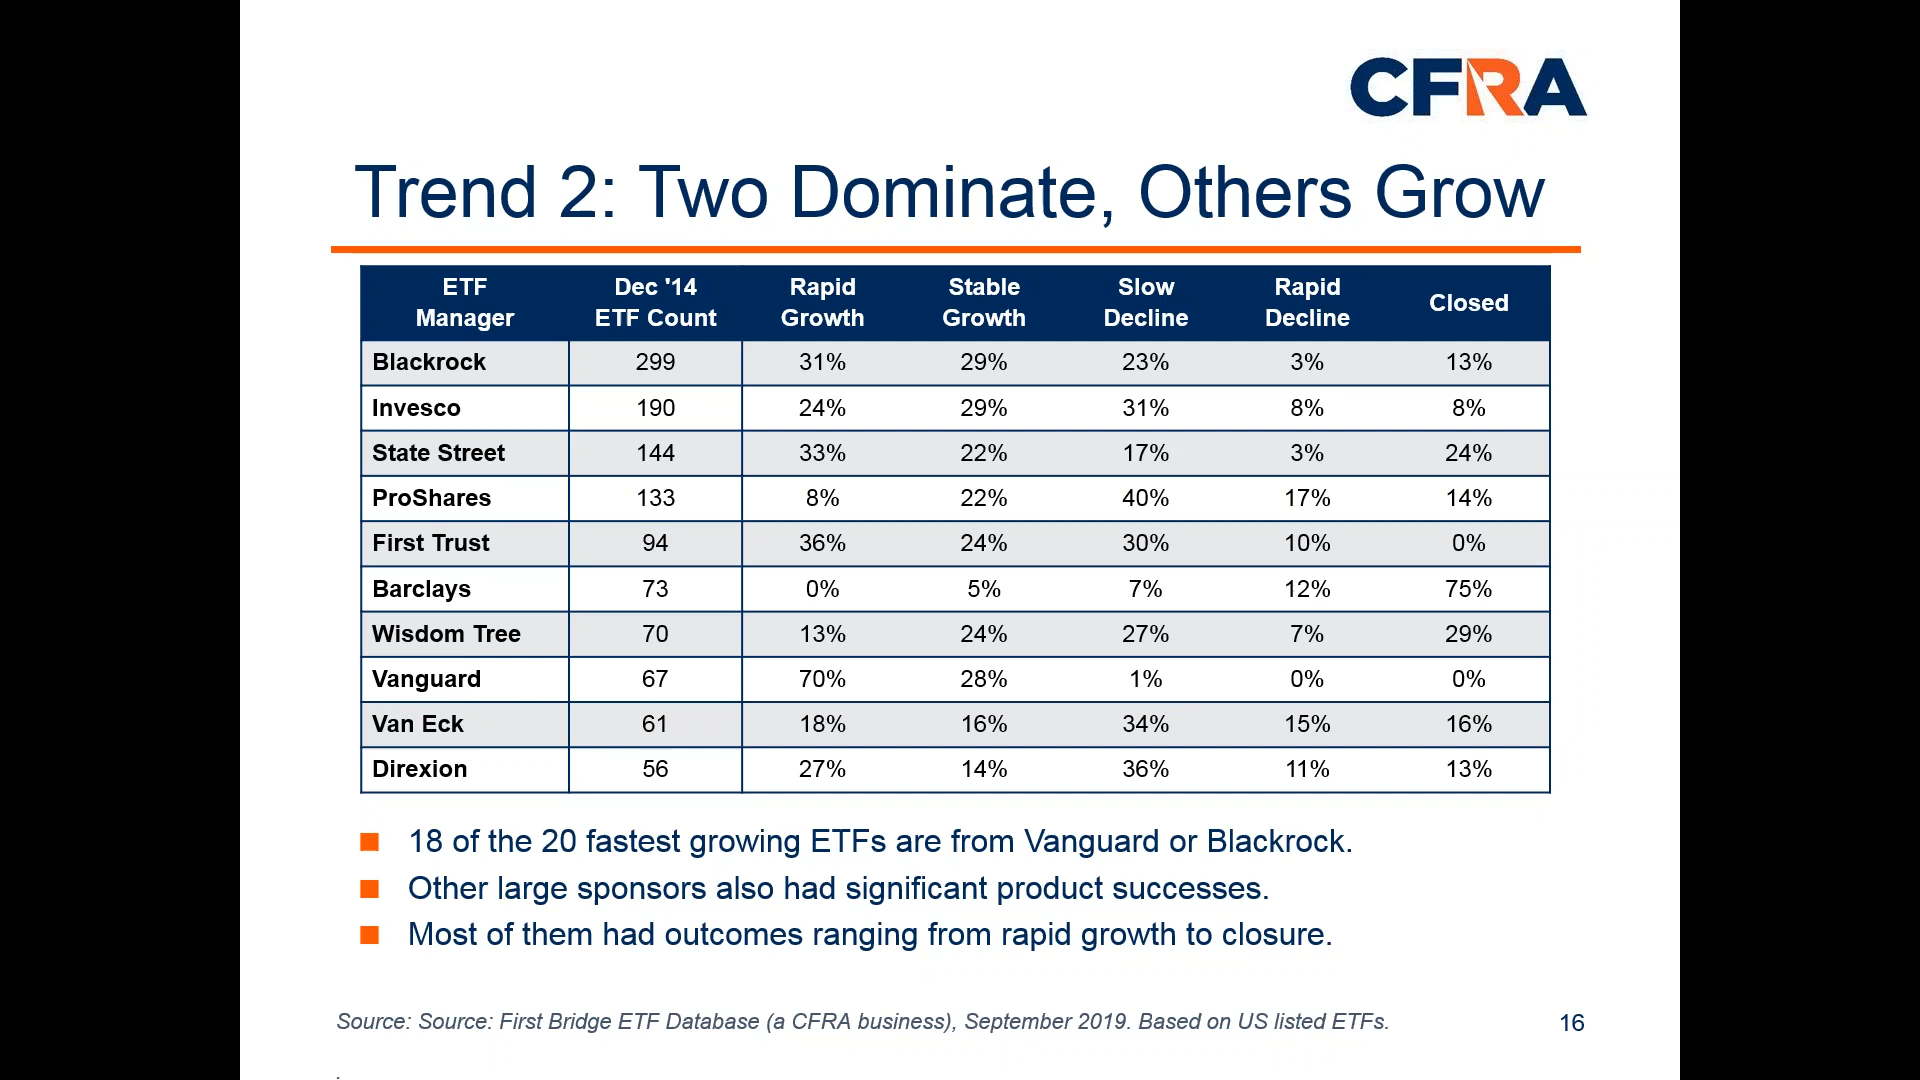 CFRA
Trend 2: Two Dominate, Others Grow
ETF Manager Dec '14 ETF Count Rapid Growth Stable Growth Slow Decline Rapid Decline Closed
Blackrock 299 31% 29% 23% 3% 13%
Invesco 190 24% 29% 31% 8% 8%
State Street 144 33% 22% 17% 3% 24%
ProShares 133 8% 22% 40% 17% 14%
First Trust 94 36% 24% 30% 10% 0%
Barclays 73 0% 5% 7% 12% 75%
Wisdom Tree 70 13% 24% 27% 7% 29%
Vanguard 67 70% 28% 1% 0% 0%
Van Eck 61 18% 16% 34% 15% 16%
Direxion 56 27% 14% 36% 11% 13%
18 of the 20 fastest growing ETFs are from Vanguard or Blackrock.
Other large sponsors also had significant product successes.
Most of them had outcomes ranging from rapid growth to closure.
Source: Source: First Bridge ETF Database (a CFRA business), September 2019. Based on US listed ETFs.
16